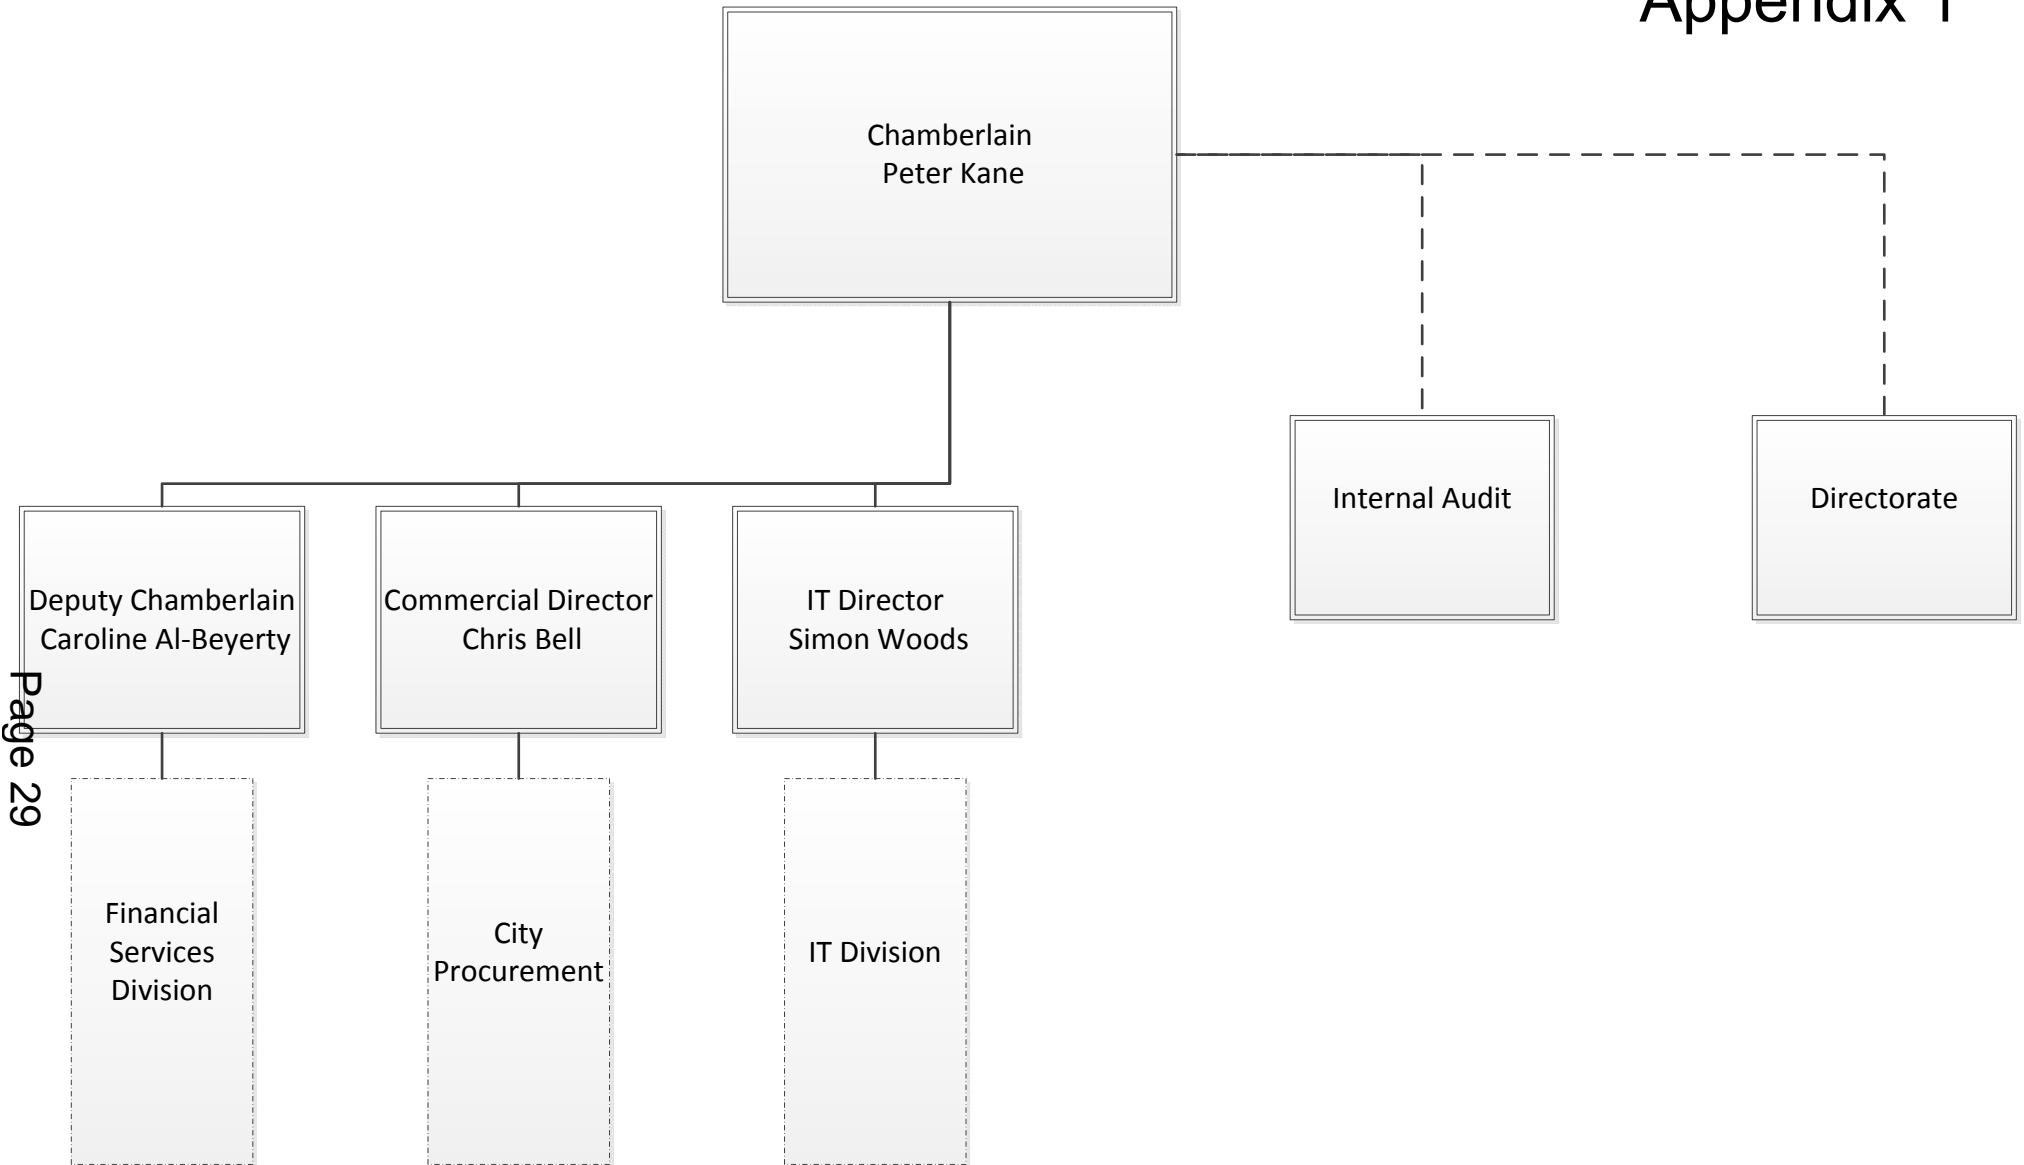 Appendix 1
Chamberlain
Peter Kane
Internal Audit
Directorate
Deputy Chamberlain
Caroline Al-Beyerty
Commercial Director
Chris Bell
IT Director
Simon Woods
Page 29
Financial
Services
Division
City
Procurement
IT Division